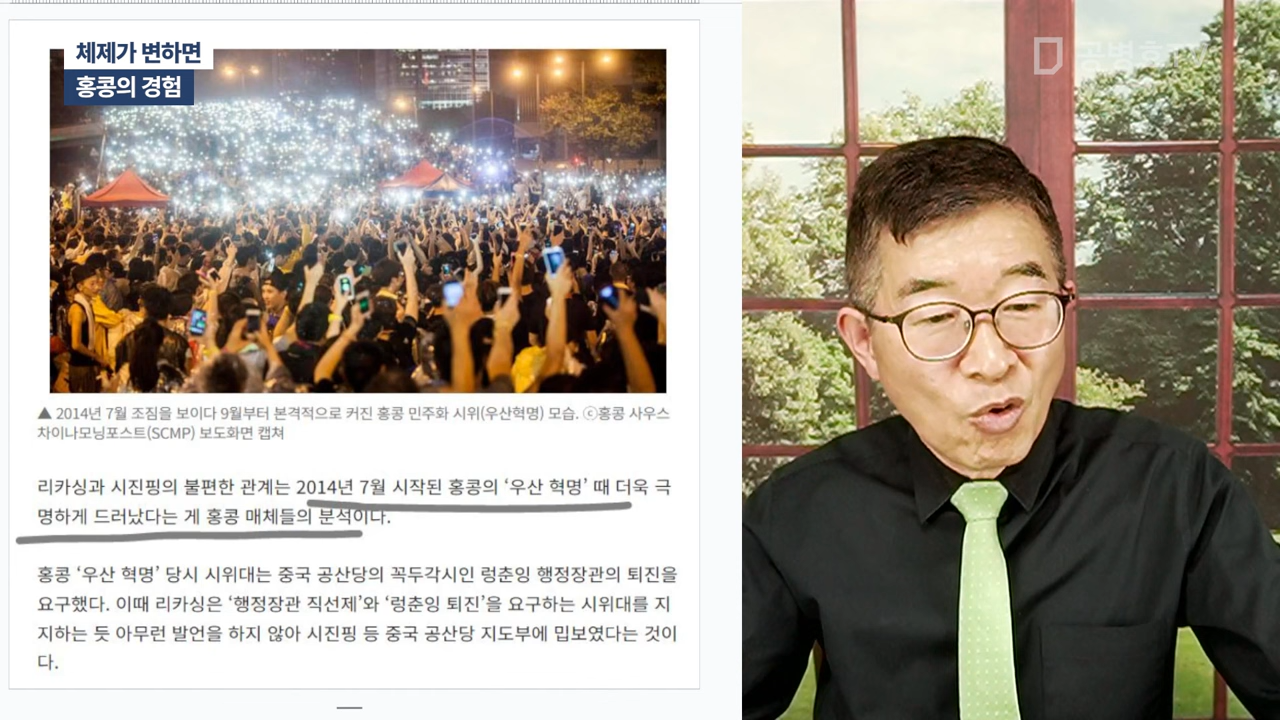 체제가 변하면
홍콩의 경험
공병호TV
▲ 2014년 7월 조짐을 보이다 9월부터 본격적으로 커진 홍콩 민주화 시위(우산혁명) 모습. ⓒ홍콩 사우스
차이나모닝포스트(SCMP) 보도화면 캡쳐
리카싱과 시진핑의 불편한 관계는 2014년 7월 시작된 홍콩의 ‘우산 혁명’ 때 더욱 극
명하게 드러났다는 게 홍콩 매체들의 분석이다.
홍콩 ‘우산 혁명’ 당시 시위대는 중국 공산당의 꼭두각시인 렁춘잉 행정장관의 퇴진을
요구했다. 이때 리카싱은 ‘행정장관 직선제’와 ‘렁춘잉 퇴진’을 요구하는 시위대를 지
지하는 듯 아무런 발언을 하지 않아 시진핑 등 중국 공산당 지도부에 밉보였다는 것이
다.